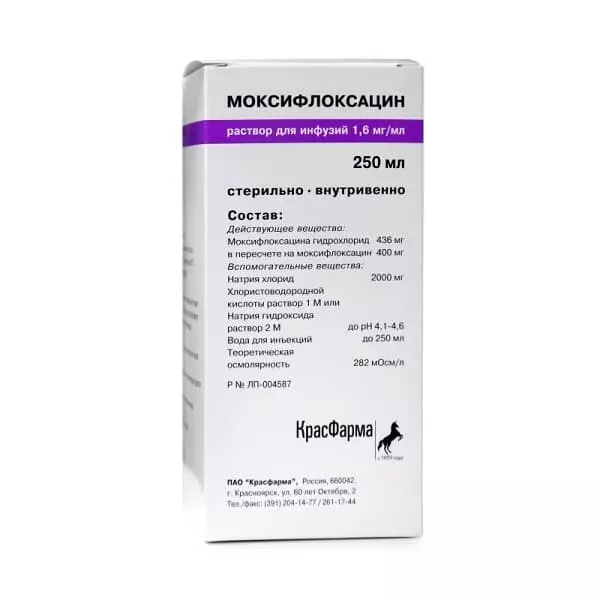 МОКСИФЛОКСАЦИН
раствор для инфузий 1,6 мг/мл
250 мл
стерильно · внутривенно
Состав:
Действующее вещество:
Моксифлоксацина гидрохлорид 436 мг
в пересчете на моксифлоксацин 400 мг
Вспомогательные вещества:
Натрия хлорид 2000 мг
Хлористоводородной
кислоты раствор 1 М или
Натрия гидроксида
раствор 2 М до pH 4,1-4,6
Вода для инъекций до 250 мл
Теоретическая
осмолярность 282 мОсм/л
Р № ЛП-004587
КрасФарма
ПАО "Красфарма", Россия, 660042,
г. Красноярск, ул. 60 лет Октября, 2
Тел./факс: (391) 204-14-77 / 261-17-44